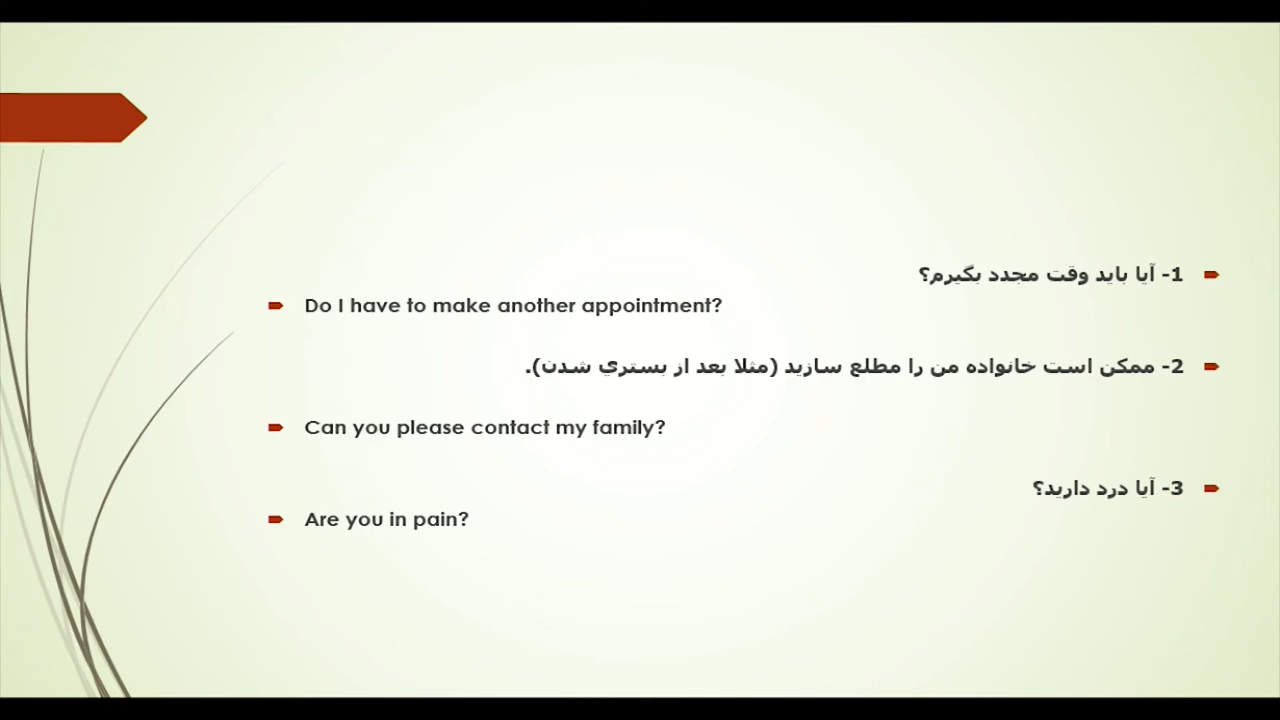 1- آیا باید وقت مجدد بگیرم؟
Do I have to make another appointment?
2- ممکن است خانواده من را مطلع سازید (مثلا بعد از بستري شدن).
Can you please contact my family?
3- آیا درد دارید؟
Are you in pain?